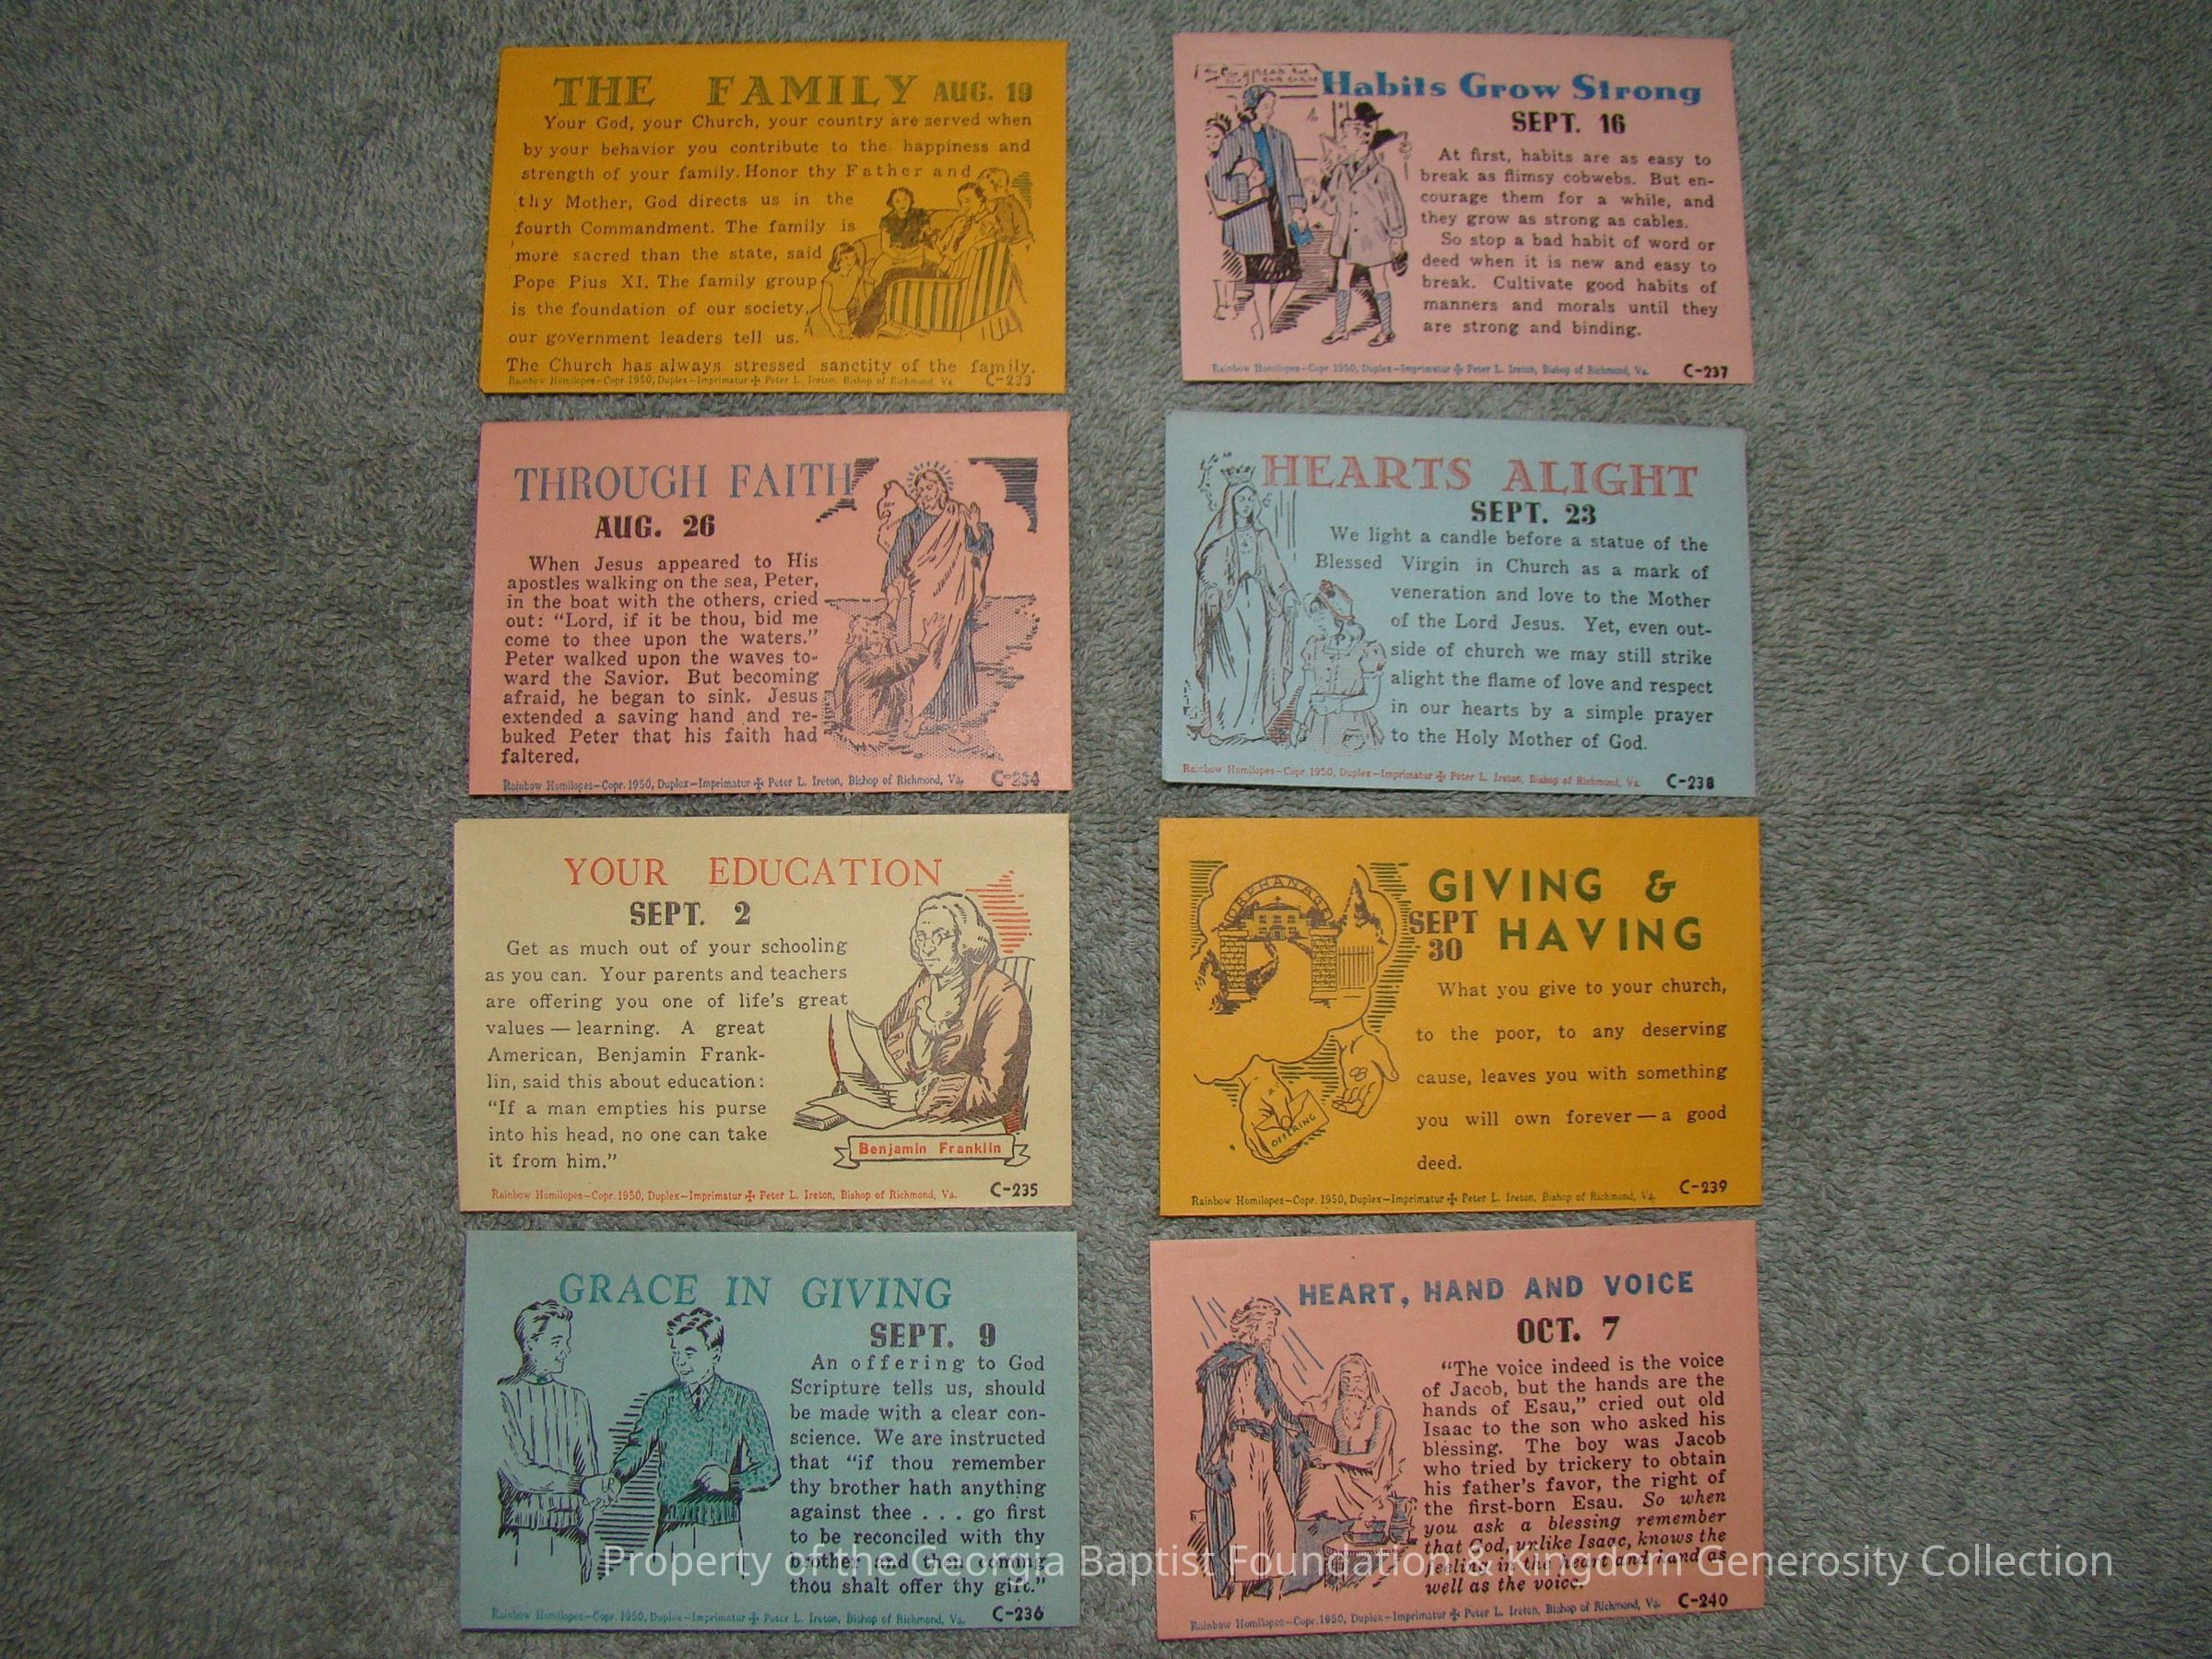 THE FAMILY AUG. 19
Your God, your Church, your country are served when
by your behavior you contribute to the happiness and
strength of your family. Honor thy Father and
thy Mother, God directs us in the
fourth Commandment. The family is
more sacred than the state, said
Pope Pius XI. The family group
is the foundation of our society,
our government leaders tell us.
The Church has always stressed sanctity of the family.
Rainbow Homilopes—Copr. 1950, Duplex—Imprimatur ✠ Peter L. Ireton, Bishop of Richmond, Va. C-233
THROUGH FAITH
AUG. 26
When Jesus appeared to His
apostles walking on the sea, Peter,
in the boat with the others, cried
out: "Lord, if it be thou, bid me
come to thee upon the waters."
Peter walked upon the waves to-
ward the Savior. But becoming
afraid, he began to sink. Jesus
extended a saving hand and re-
buked Peter that his faith had
faltered.
Rainbow Homilopes—Copr. 1950, Duplex—Imprimatur ✠ Peter L. Ireton, Bishop of Richmond, Va. C-234
YOUR EDUCATION
SEPT. 2
Get as much out of your schooling
as you can. Your parents and teachers
are offering you one of life's great
values — learning. A great
American, Benjamin Frank-
lin, said this about education:
"If a man empties his purse
into his head, no one can take
it from him."
Benjamin Franklin
Rainbow Homilopes—Copr. 1950, Duplex—Imprimatur ✠ Peter L. Ireton, Bishop of Richmond, Va. C-235
GRACE IN GIVING
SEPT. 9
An offering to God
Scripture tells us, should
be made with a clear con-
science. We are instructed
that "if thou remember
thy brother hath anything
against thee . . . go first
to be reconciled with thy
brother and then coming
thou shalt offer thy gift."
Rainbow Homilopes—Copr. 1950, Duplex—Imprimatur ✠ Peter L. Ireton, Bishop of Richmond, Va. C-236
Habits Grow Strong
SEPT. 16
At first, habits are as easy to
break as flimsy cobwebs. But en-
courage them for a while, and
they grow as strong as cables.
So stop a bad habit of word or
deed when it is new and easy to
break. Cultivate good habits of
manners and morals until they
are strong and binding.
Rainbow Homilopes—Copr. 1950, Duplex—Imprimatur ✠ Peter L. Ireton, Bishop of Richmond, Va. C-237
HEARTS ALIGHT
SEPT. 23
We light a candle before a statue of the
Blessed Virgin in Church as a mark of
veneration and love to the Mother
of the Lord Jesus. Yet, even out-
side of church we may still strike
alight the flame of love and respect
in our hearts by a simple prayer
to the Holy Mother of God.
Rainbow Homilopes—Copr. 1950, Duplex—Imprimatur ✠ Peter L. Ireton, Bishop of Richmond, Va. C-238
ORPHANAGE
GIVING &
SEPT
30 HAVING
What you give to your church,
to the poor, to any deserving
cause, leaves you with something
you will own forever — a good
deed.
OFFERING
Rainbow Homilopes—Copr. 1950, Duplex—Imprimatur ✠ Peter L. Ireton, Bishop of Richmond, Va. C-239
HEART, HAND AND VOICE
OCT. 7
"The voice indeed is the voice
of Jacob, but the hands are the
hands of Esau," cried out old
Isaac to the son who asked his
blessing. The boy was Jacob
who tried by trickery to obtain
his father's favor, the right of
the first-born Esau. So when
you ask a blessing remember
that God, unlike Isaac, knows the
feeling in the heart and hand as
well as the voice.
Rainbow Homilopes—Copr. 1950, Duplex—Imprimatur ✠ Peter L. Ireton, Bishop of Richmond, Va. C-240
Property of the Georgia Baptist Foundation & Kingdom Generosity Collection